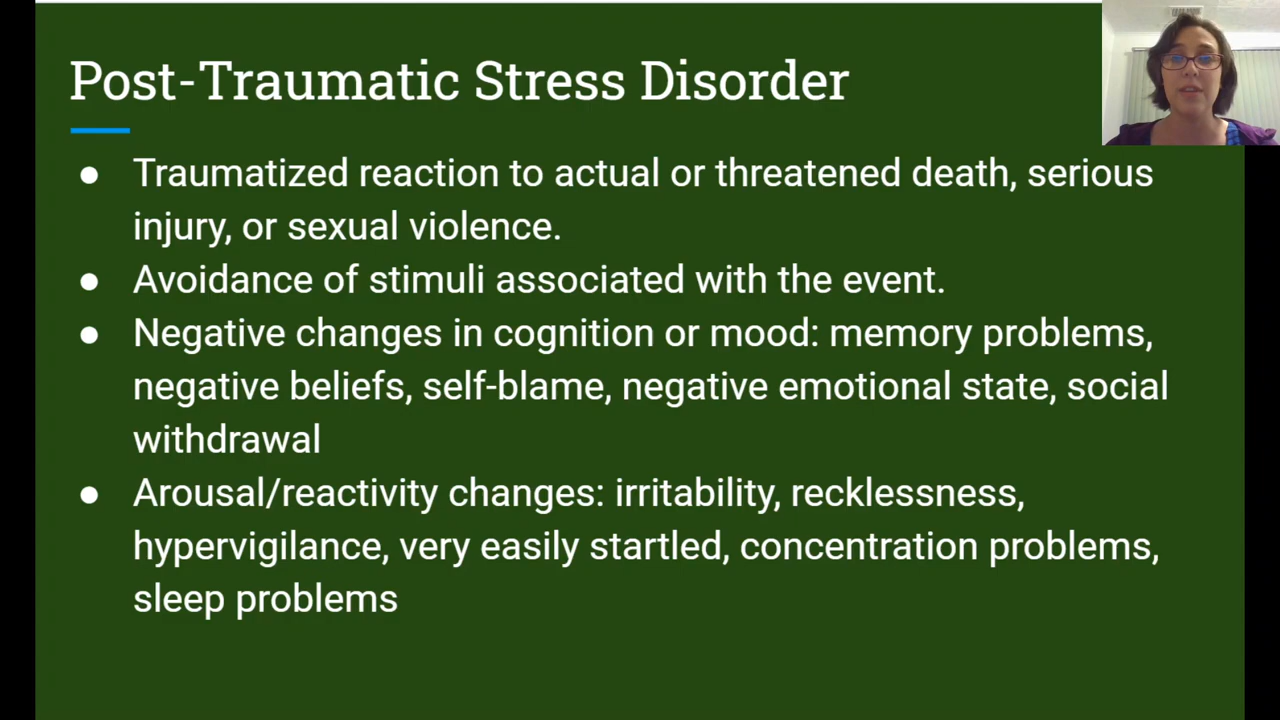 Post-Traumatic Stress Disorder
● Traumatized reaction to actual or threatened death, serious
injury, or sexual violence.
● Avoidance of stimuli associated with the event.
● Negative changes in cognition or mood: memory problems,
negative beliefs, self-blame, negative emotional state, social
withdrawal
● Arousal/reactivity changes: irritability, recklessness,
hypervigilance, very easily startled, concentration problems,
sleep problems